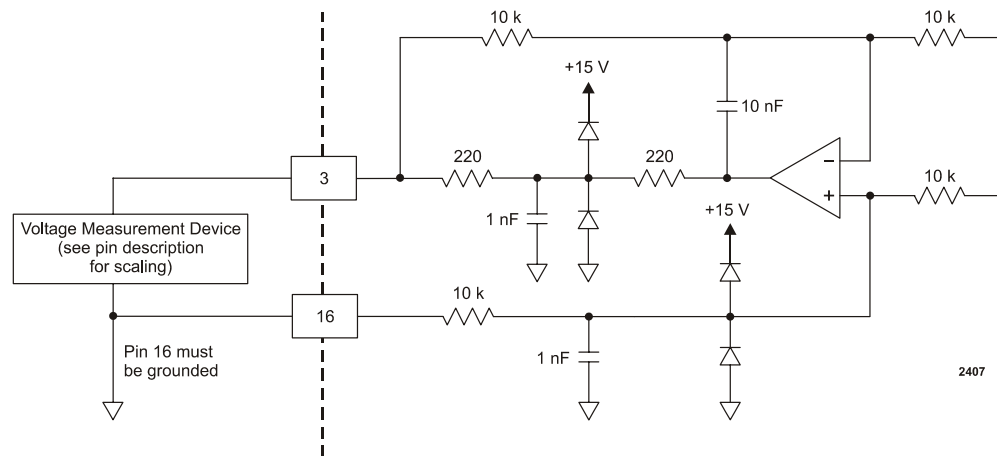 10 k
10 k
+15 V
10 nF
220
220
3
–
+
10 k
1 nF
+15 V
Voltage Measurement Device
(see pin description
for scaling)
10 k
16
1 nF
Pin 16 must
be grounded
2407